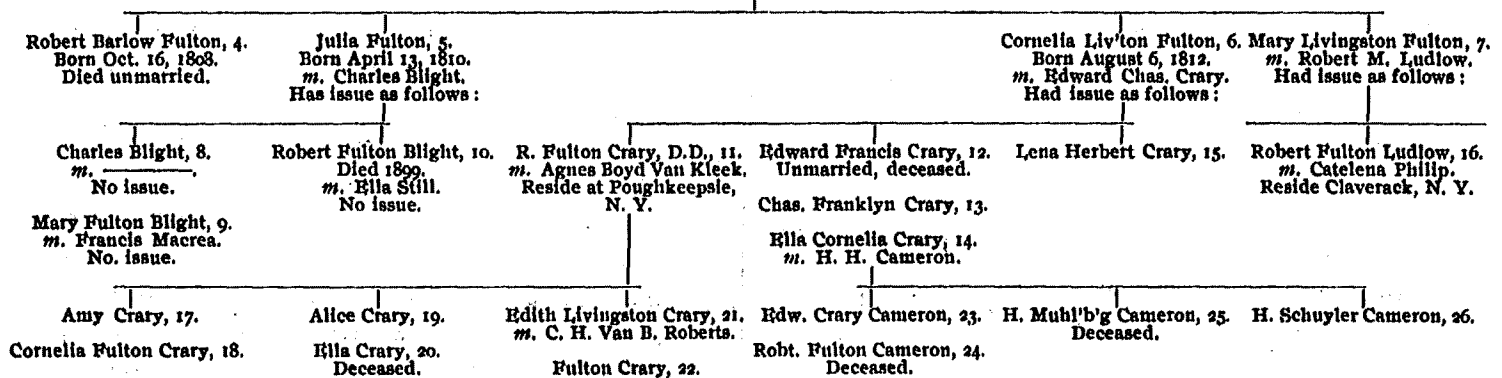 Robert Barlow Fulton, 4.
Born Oct. 16, 1808.
Died unmarried.
Julia Fulton, 5.
Born April 13, 1810.
m. Charles Blight.
Has issue as follows:
Cornelia Liv'ton Fulton, 6.
Born August 6, 1812.
m. Edward Chas. Crary.
Had issue as follows:
Mary Livingston Fulton, 7.
m. Robert M. Ludlow.
Had issue as follows:
Charles Blight, 8.
m. ————.
No issue.
Mary Fulton Blight, 9.
m. Francis Macrea.
No. issue.
Robert Fulton Blight, 10.
Died 1899.
m. Ella Still.
No issue.
R. Fulton Crary, D.D., 11.
m. Agnes Boyd Van Kleek,
Reside at Poughkeepsie,
N. Y.
Edward Francis Crary, 12.
Unmarried, deceased.
Chas. Franklyn Crary, 13.
Ella Cornelia Crary, 14.
m. H. H. Cameron.
Lena Herbert Crary, 15.
Robert Fulton Ludlow, 16.
m. Catelena Philip.
Reside Claverack, N. Y.
Amy Crary, 17.
Cornelia Fulton Crary, 18.
Alice Crary, 19.
Ella Crary, 20.
Deceased.
Edith Livingston Crary, 21.
m. C. H. Van B. Roberts.
Fulton Crary, 22.
Edw. Crary Cameron, 23.
Robt. Fulton Cameron, 24.
Deceased.
H. Muhl'b'g Cameron, 25.
Deceased.
H. Schuyler Cameron, 26.